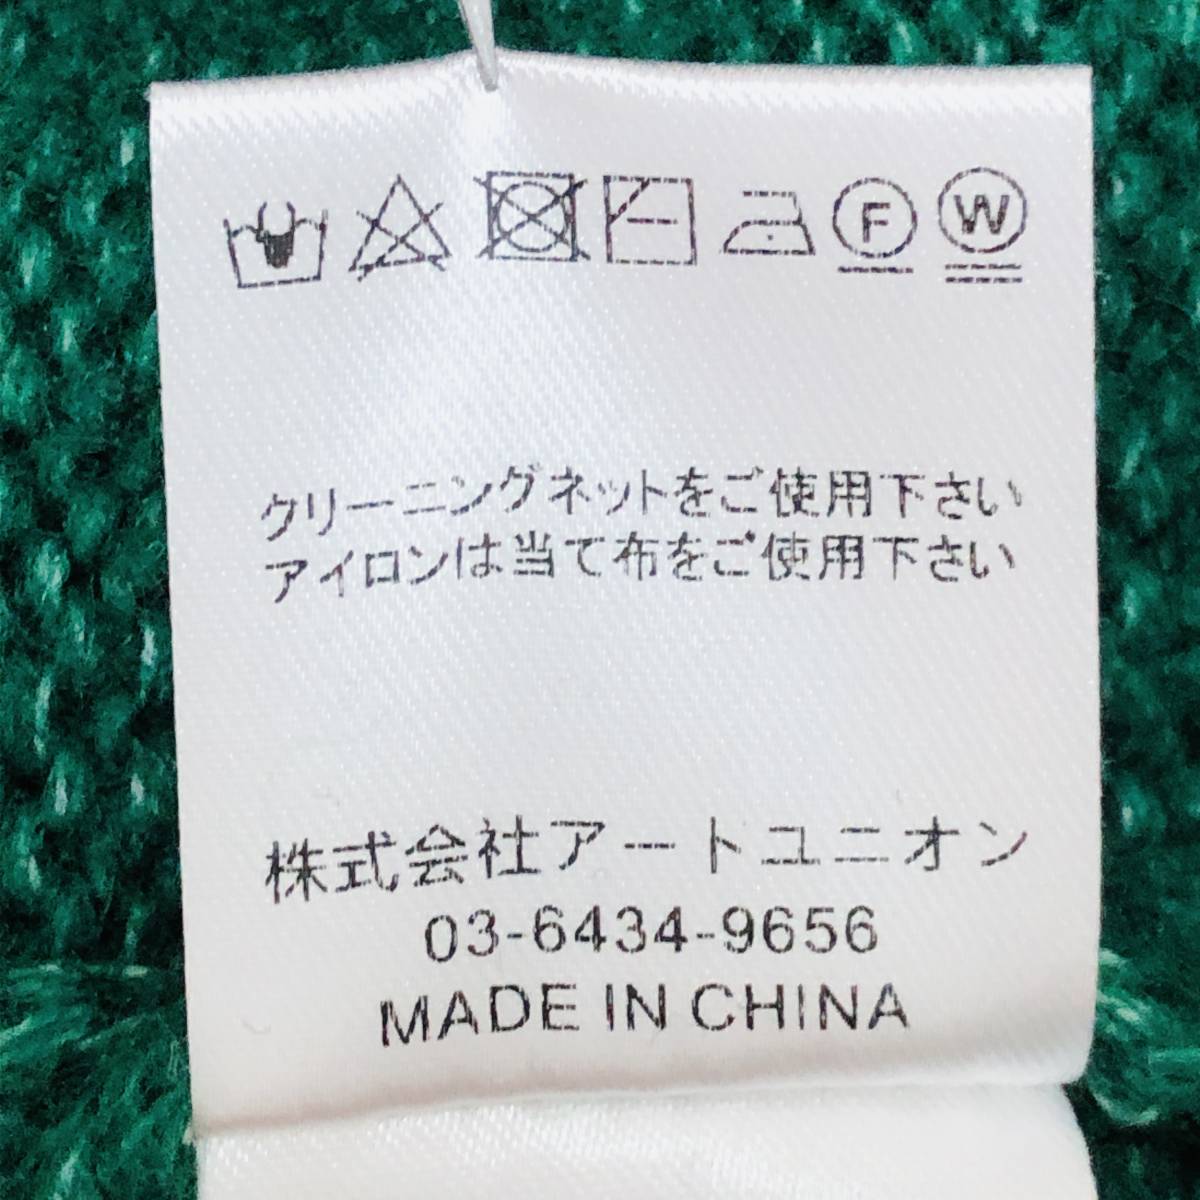 F W
クリーニングネットをご使用下さい
アイロンは当て布をご使用下さい
株式会社アートユニオン
03-6434-9656
MADE IN CHINA